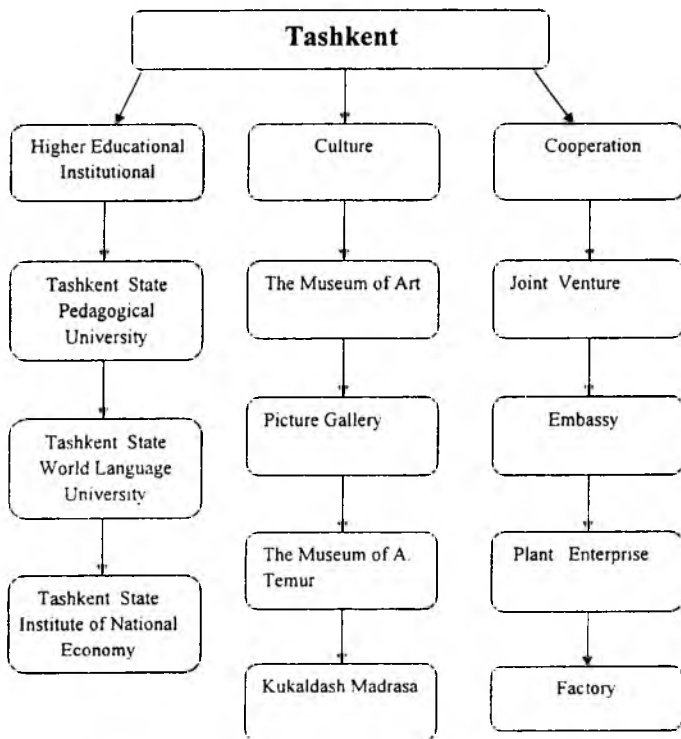 Tashkent
Higher Educational
Institutional
Culture
Cooperation
Tashkent State
Pedagogical
University
The Museum of Art
Joint Venture
Tashkent State
World Language
University
Picture Gallery
Embassy
Tashkent State
Institute of National
Economy
The Museum of A.
Temur
Plant Enterprise
Kukaldash Madrasa
Factory